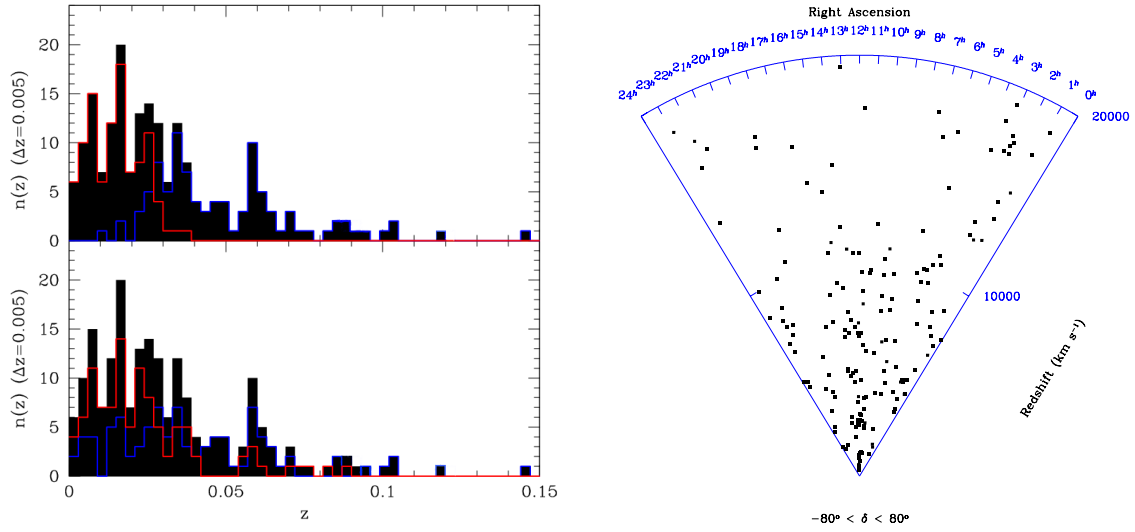 20
15
10
5
0
n(z) (Δz=0.005)
20
15
10
5
0
n(z) (Δz=0.005)
0
0.05
0.1
0.15
z
Right Ascension
24ʰ 23ʰ 22ʰ 21ʰ 20ʰ 19ʰ 18ʰ 17ʰ 16ʰ 15ʰ 14ʰ 13ʰ 12ʰ 11ʰ 10ʰ 9ʰ 8ʰ 7ʰ 6ʰ 5ʰ 4ʰ 3ʰ 2ʰ 1ʰ 0ʰ
20000
10000
Redshift (km s⁻¹)
−80° < δ < 80°